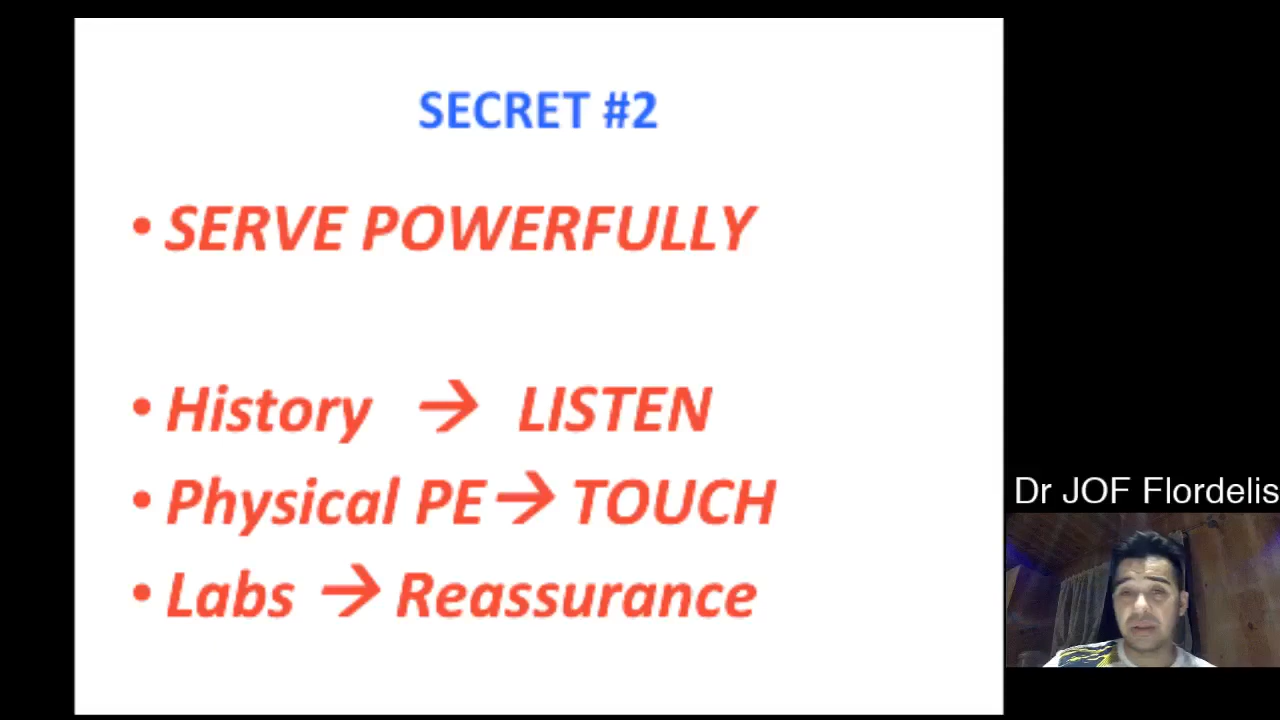 SECRET #2
• SERVE POWERFULLY
• History → LISTEN
• Physical PE → TOUCH
• Labs → Reassurance
Dr JOF Flordelis